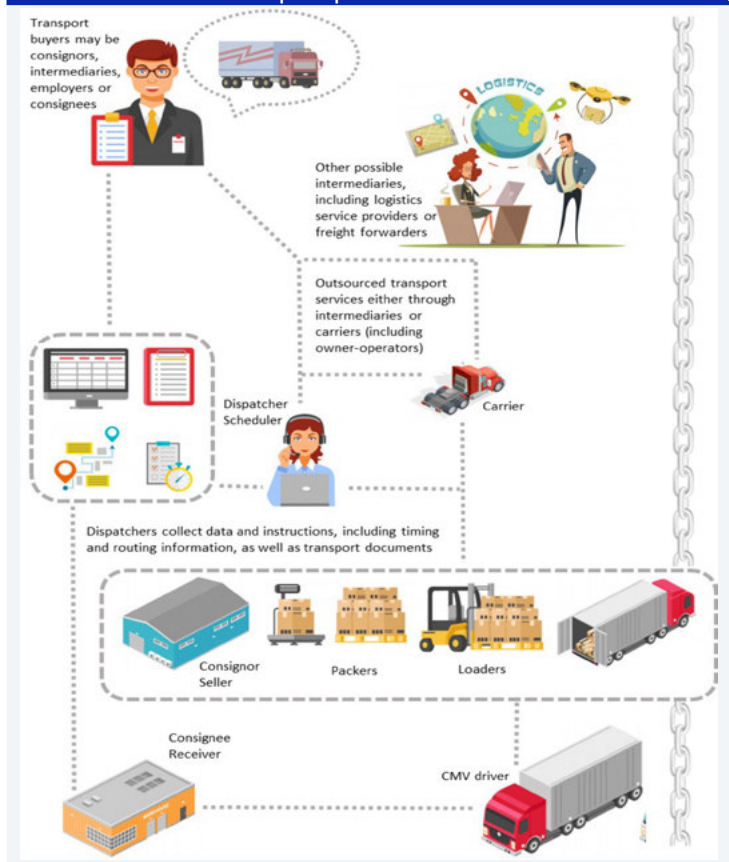 Transport
buyers may be
consignors,
intermediaries,
employers or
consignees
LOGISTICS
Other possible
intermediaries,
including logistics
service providers or
freight forwarders
Outsourced transport
services either through
intermediaries or
carriers (including
owner-operators)
Dispatcher
Scheduler
Carrier
Dispatchers collect data and instructions, including timing
and routing information, as well as transport documents
Consignor
Seller
Packers
Loaders
Consignee
Receiver
CMV driver